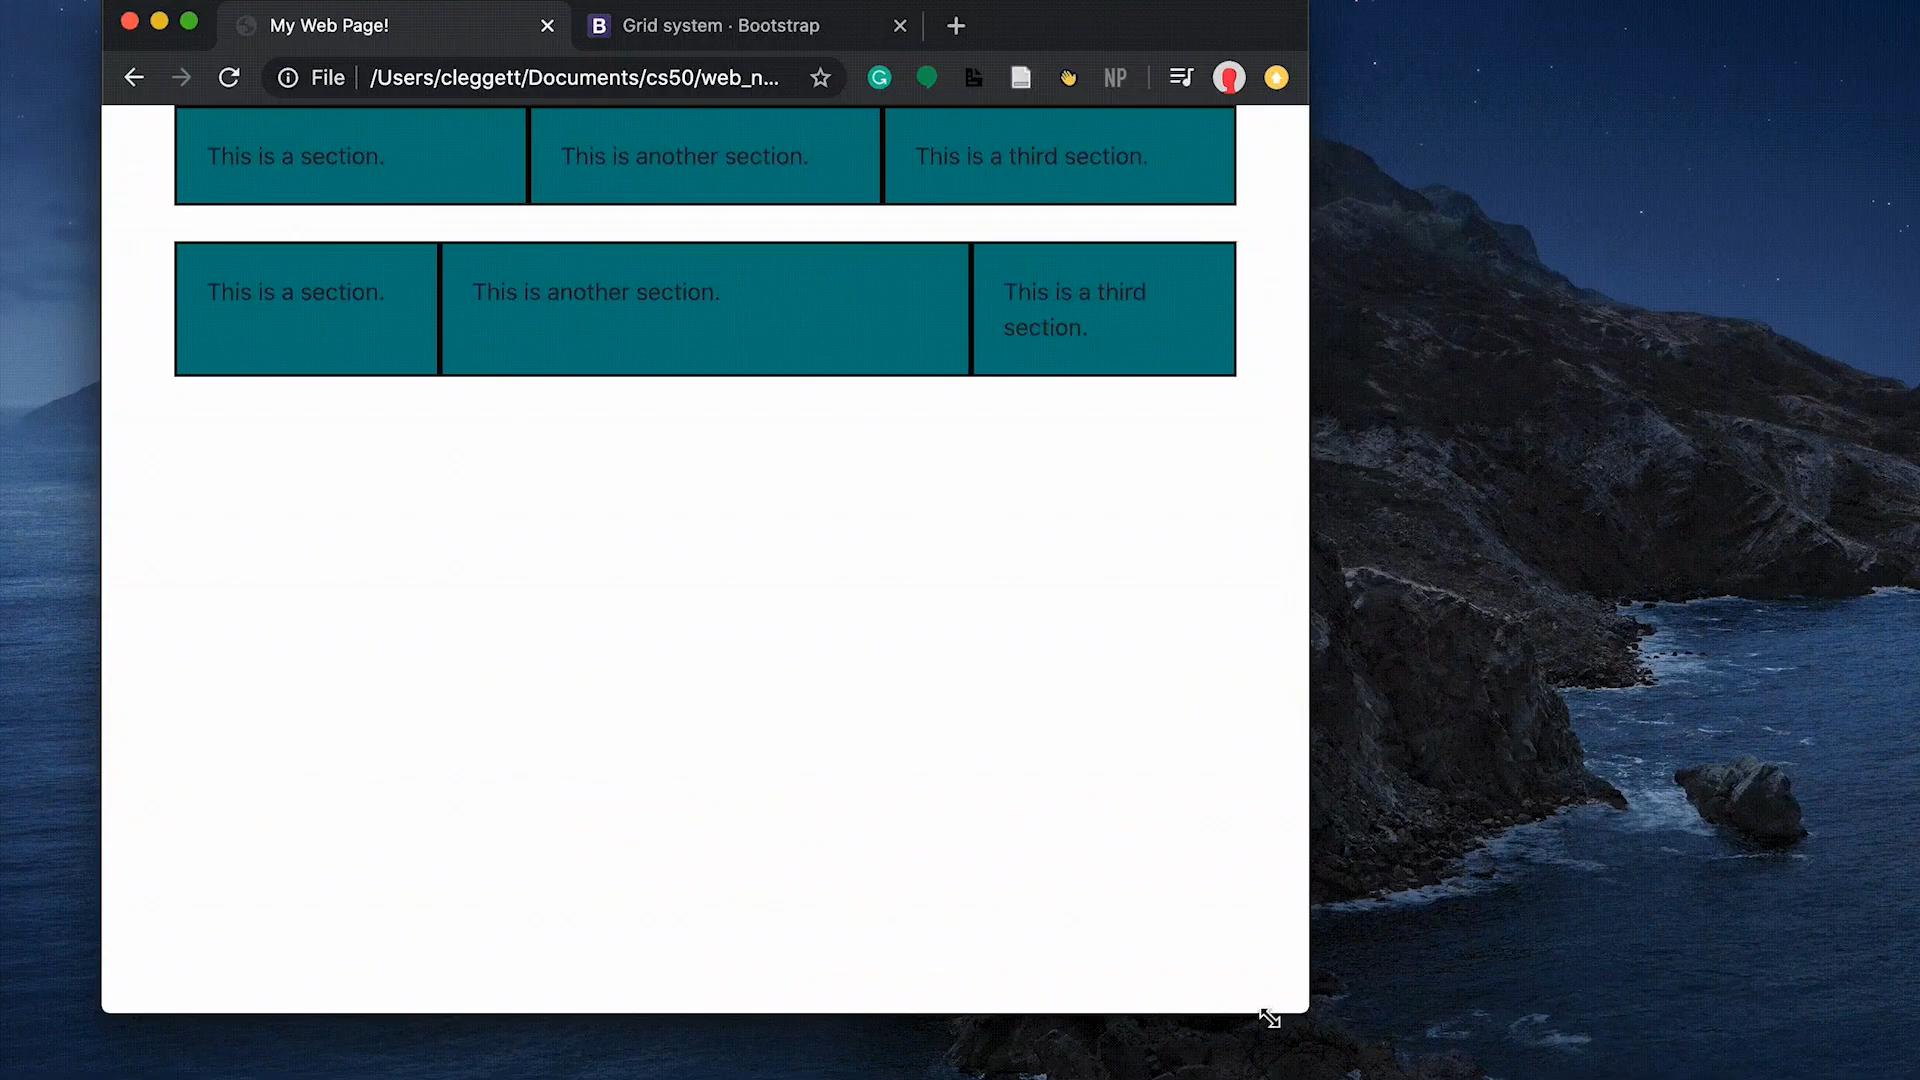 My Web Page!
B Grid system · Bootstrap
File /Users/cleggett/Documents/cs50/web_n...
G
NP
This is a section.
This is another section.
This is a third section.
This is a section.
This is another section.
This is a third
section.